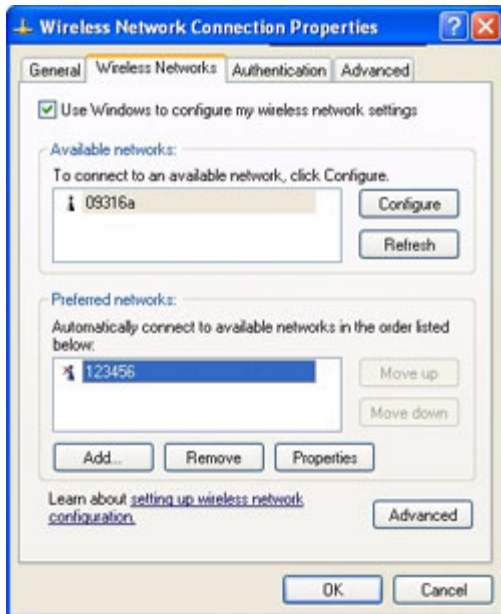 Wireless Network Connection Properties
General Wireless Networks Authentication Advanced
Use Windows to configure my wireless network settings
Available networks:
To connect to an available network, click Configure.
09316a
Configure
Refresh
Preferred networks:
Automatically connect to available networks in the order listed
below:
123456
Move up
Move down
Add... Remove Properties
Learn about setting up wireless network
configuration.
Advanced
OK Cancel